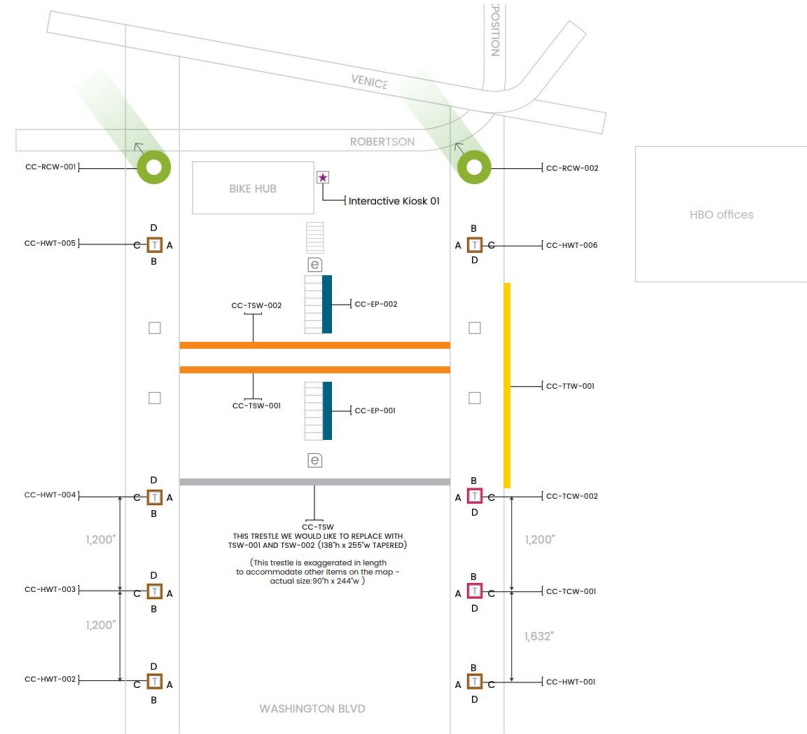 POSITION
VENICE
ROBERTSON
CC-RCW-001
CC-RCW-002
BIKE HUB
Interactive Kiosk 01
HBO offices
D
C T A
B
CC-HWT-005
B
A T C
D
CC-HWT-006
e
CC-TSW-002
CC-EP-002
CC-TTW-001
CC-TSW-001
CC-EP-001
e
D
C T A
B
CC-HWT-004
B
A T C
D
CC-TCW-002
CC-TSW
THIS TRESTLE WE WOULD LIKE TO REPLACE WITH
TSW-001 AND TSW-002 (138"h x 255"w TAPERED)
(This trestle is exaggerated in length
to accommodate other items on the map -
actual size:90"h x 244"w )
1,200"
1,200"
D
C T A
B
CC-HWT-003
B
A T C
D
CC-TCW-001
1,200"
1,632"
D
C T A
B
CC-HWT-002
B
A T C
D
CC-HWT-001
WASHINGTON BLVD